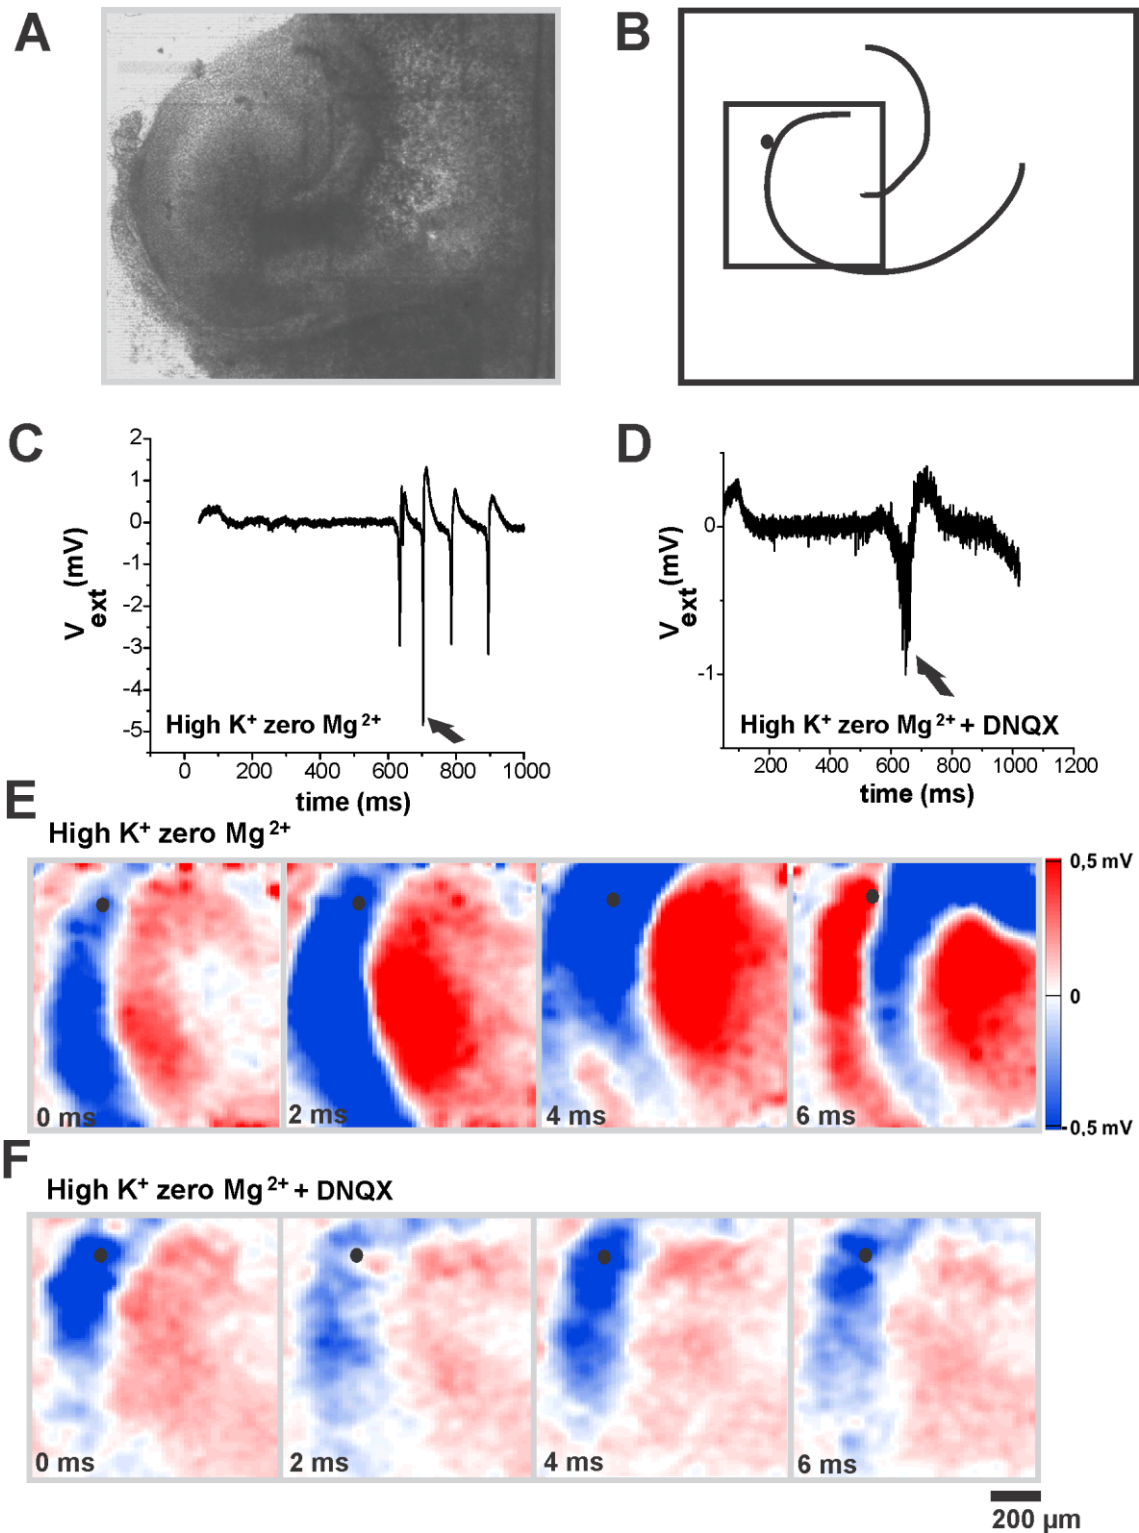 A
B
C
2
1
0
-1
-2
-3
-4
-5
V_ext (mV)
High K⁺ zero Mg²⁺
0 200 400 600 800 1000
time (ms)
D
0
-1
V_ext (mV)
High K⁺ zero Mg²⁺ + DNQX
200 400 600 800 1000 1200
time (ms)
E
High K⁺ zero Mg²⁺
0 ms 2 ms 4 ms 6 ms
0,5 mV
0
-0,5 mV
F
High K⁺ zero Mg²⁺ + DNQX
0 ms 2 ms 4 ms 6 ms
200 µm